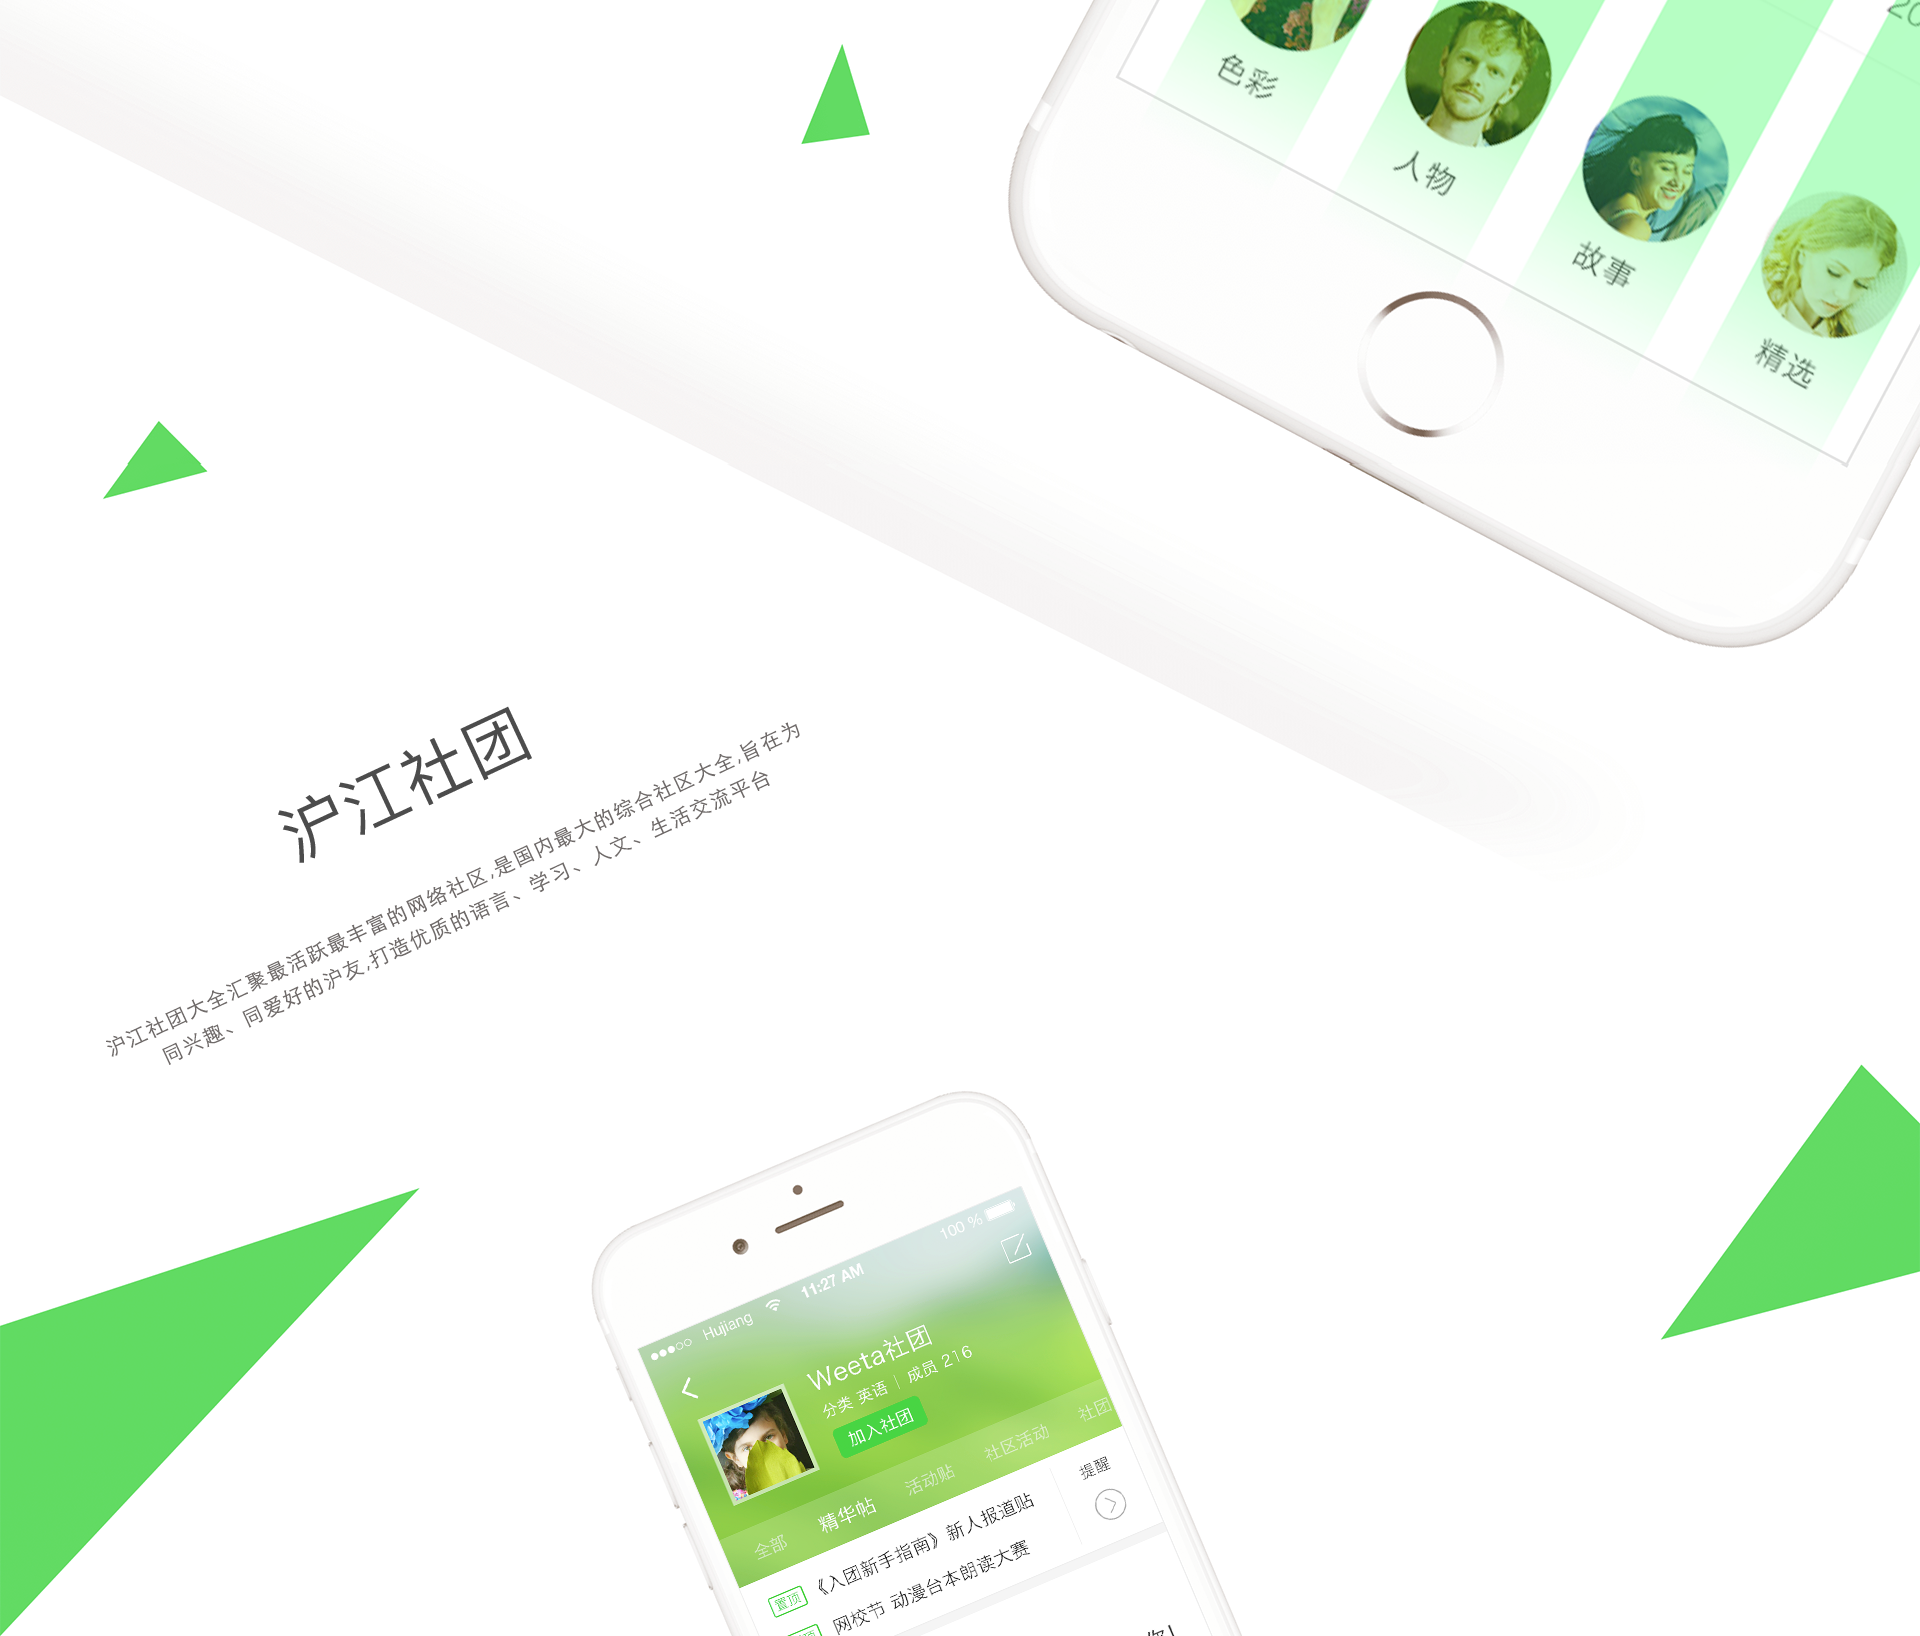 20
色彩
人物
故事
精选
沪江社团
沪江社团大全汇聚最活跃最丰富的网络社区,是国内最大的综合社区大全,旨在为
同兴趣、同爱好的沪友,打造优质的语言、学习、人文、生活交流平台
Hujiang 11:27 AM 100 %
Weeta社团
分类 英语 | 成员 216
加入社团
全部 精华帖 活动贴 社区活动 社团
置顶 《入团新手指南》新人报道贴 提醒
网校节 动漫台本朗读大赛